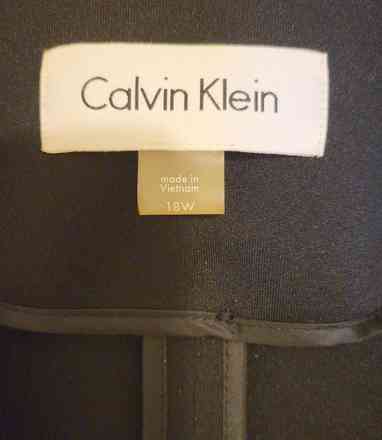 Calvin Klein
made in
Vietnam
18W